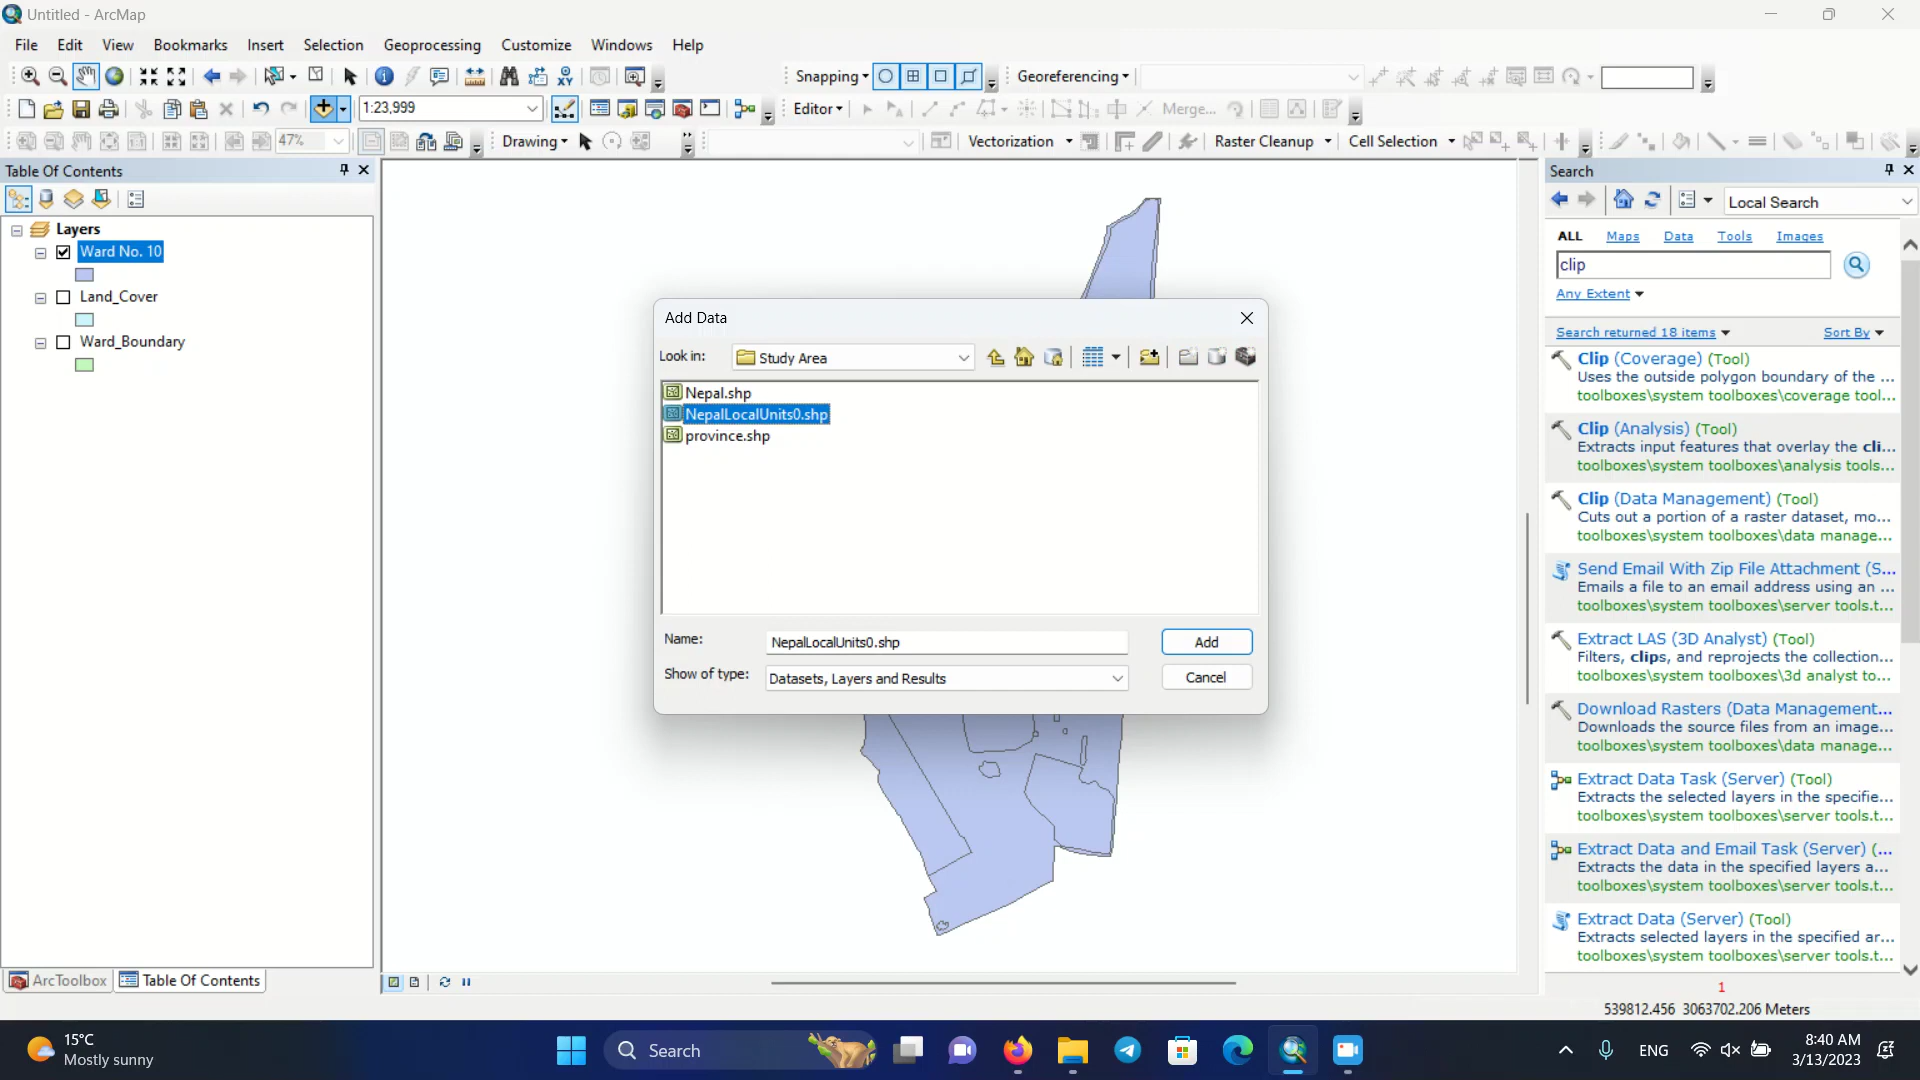 Untitled - ArcMap
File Edit View Bookmarks Insert Selection Geoprocessing Customize Windows Help
Snapping Georeferencing
1:23,999 Editor Merge...
47% Drawing Vectorization Raster Cleanup Cell Selection
Table Of Contents
Layers
Ward No. 10
Land_Cover
Ward_Boundary
ArcToolbox Table Of Contents
Add Data
Look in: Study Area
Nepal.shp
NepalLocalUnits0.shp
province.shp
Name: NepalLocalUnits0.shp Add
Show of type: Datasets, Layers and Results Cancel
Search
Local Search
ALL Maps Data Tools Images
clip
Any Extent
Search returned 18 items Sort By
Clip (Coverage) (Tool)
Uses the outside polygon boundary of the ...
toolboxes\system toolboxes\coverage tool...
Clip (Analysis) (Tool)
Extracts input features that overlay the cli...
toolboxes\system toolboxes\analysis tools...
Clip (Data Management) (Tool)
Cuts out a portion of a raster dataset, mo...
toolboxes\system toolboxes\data manage...
Send Email With Zip File Attachment (S...
Emails a file to an email address using an ...
toolboxes\system toolboxes\server tools.t...
Extract LAS (3D Analyst) (Tool)
Filters, clips, and reprojects the collection...
toolboxes\system toolboxes\3d analyst to...
Download Rasters (Data Management...
Downloads the source files from an image...
toolboxes\system toolboxes\data manage...
Extract Data Task (Server) (Tool)
Extracts the selected layers in the specifie...
toolboxes\system toolboxes\server tools.t...
Extract Data and Email Task (Server) (...
Extracts the data in the specified layers a...
toolboxes\system toolboxes\server tools.t...
Extract Data (Server) (Tool)
Extracts selected layers in the specified ar...
toolboxes\system toolboxes\server tools.t...
1
539812.456 3063702.206 Meters
15°C
Mostly sunny
Search
ENG
8:40 AM
3/13/2023